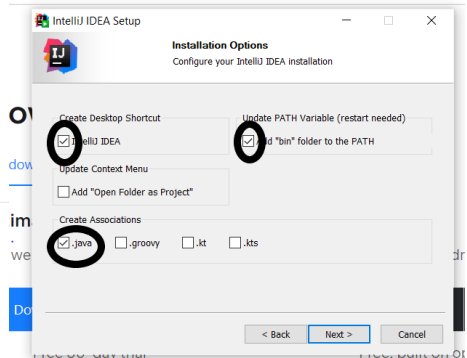 IntelliJ IDEA Setup
IJ
Installation Options
Configure your IntelliJ IDEA installation
Create Desktop Shortcut
IntelliJ IDEA
Update PATH Variable (restart needed)
Add "bin" folder to the PATH
Update Context Menu
Add "Open Folder as Project"
Create Associations
.java
.groovy
.kt
.kts
< Back
Next >
Cancel